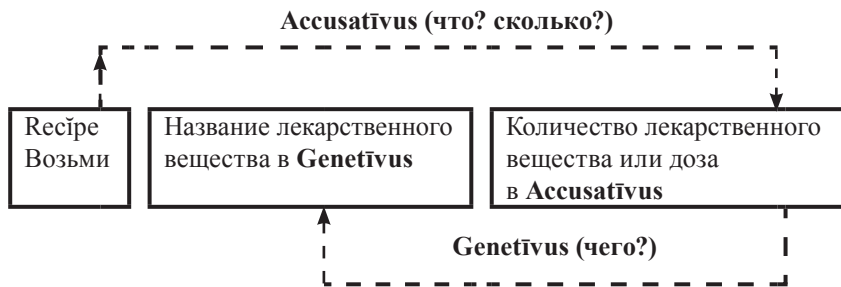 Accusatīvus (что? сколько?)
Recĭpe
Возьми
Название лекарственного
вещества в Genetīvus
Количество лекарственного
вещества или доза
в Accusatīvus
Genetīvus (чего?)